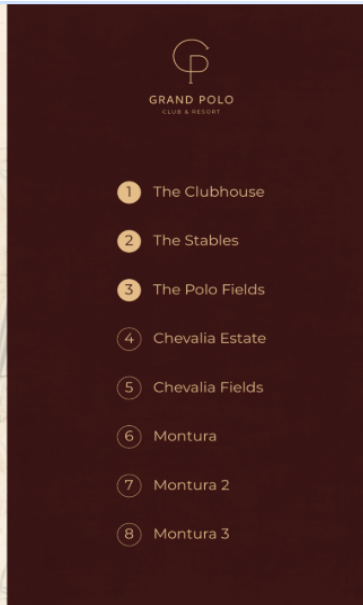 GRAND POLO
CLUB & RESORT
1 The Clubhouse
2 The Stables
3 The Polo Fields
4 Chevalia Estate
5 Chevalia Fields
6 Montura
7 Montura 2
8 Montura 3